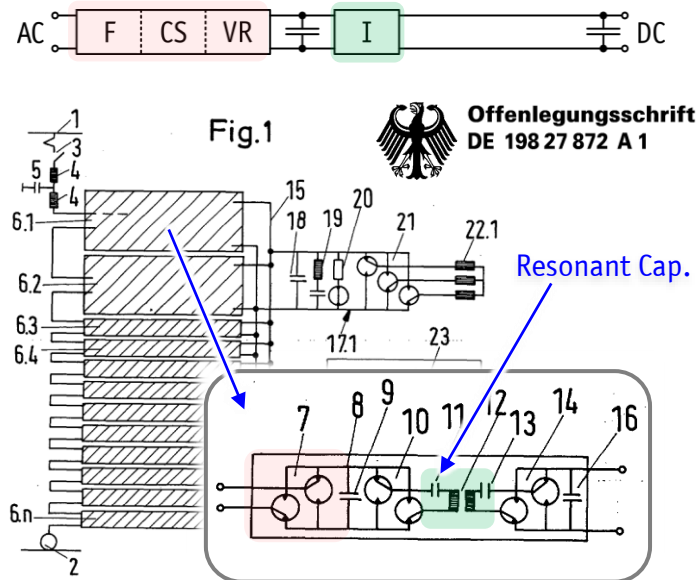 AC F CS VR I DC
Fig.1
Offenlegungsschrift
DE 198 27 872 A 1
1
3
5 4
4
15
20
6.1
18 19 21
22.1
Resonant Cap.
6.2
6.3
6.4
17.1
23
7 8 9 10 11 12 13 14 16
6.n
2